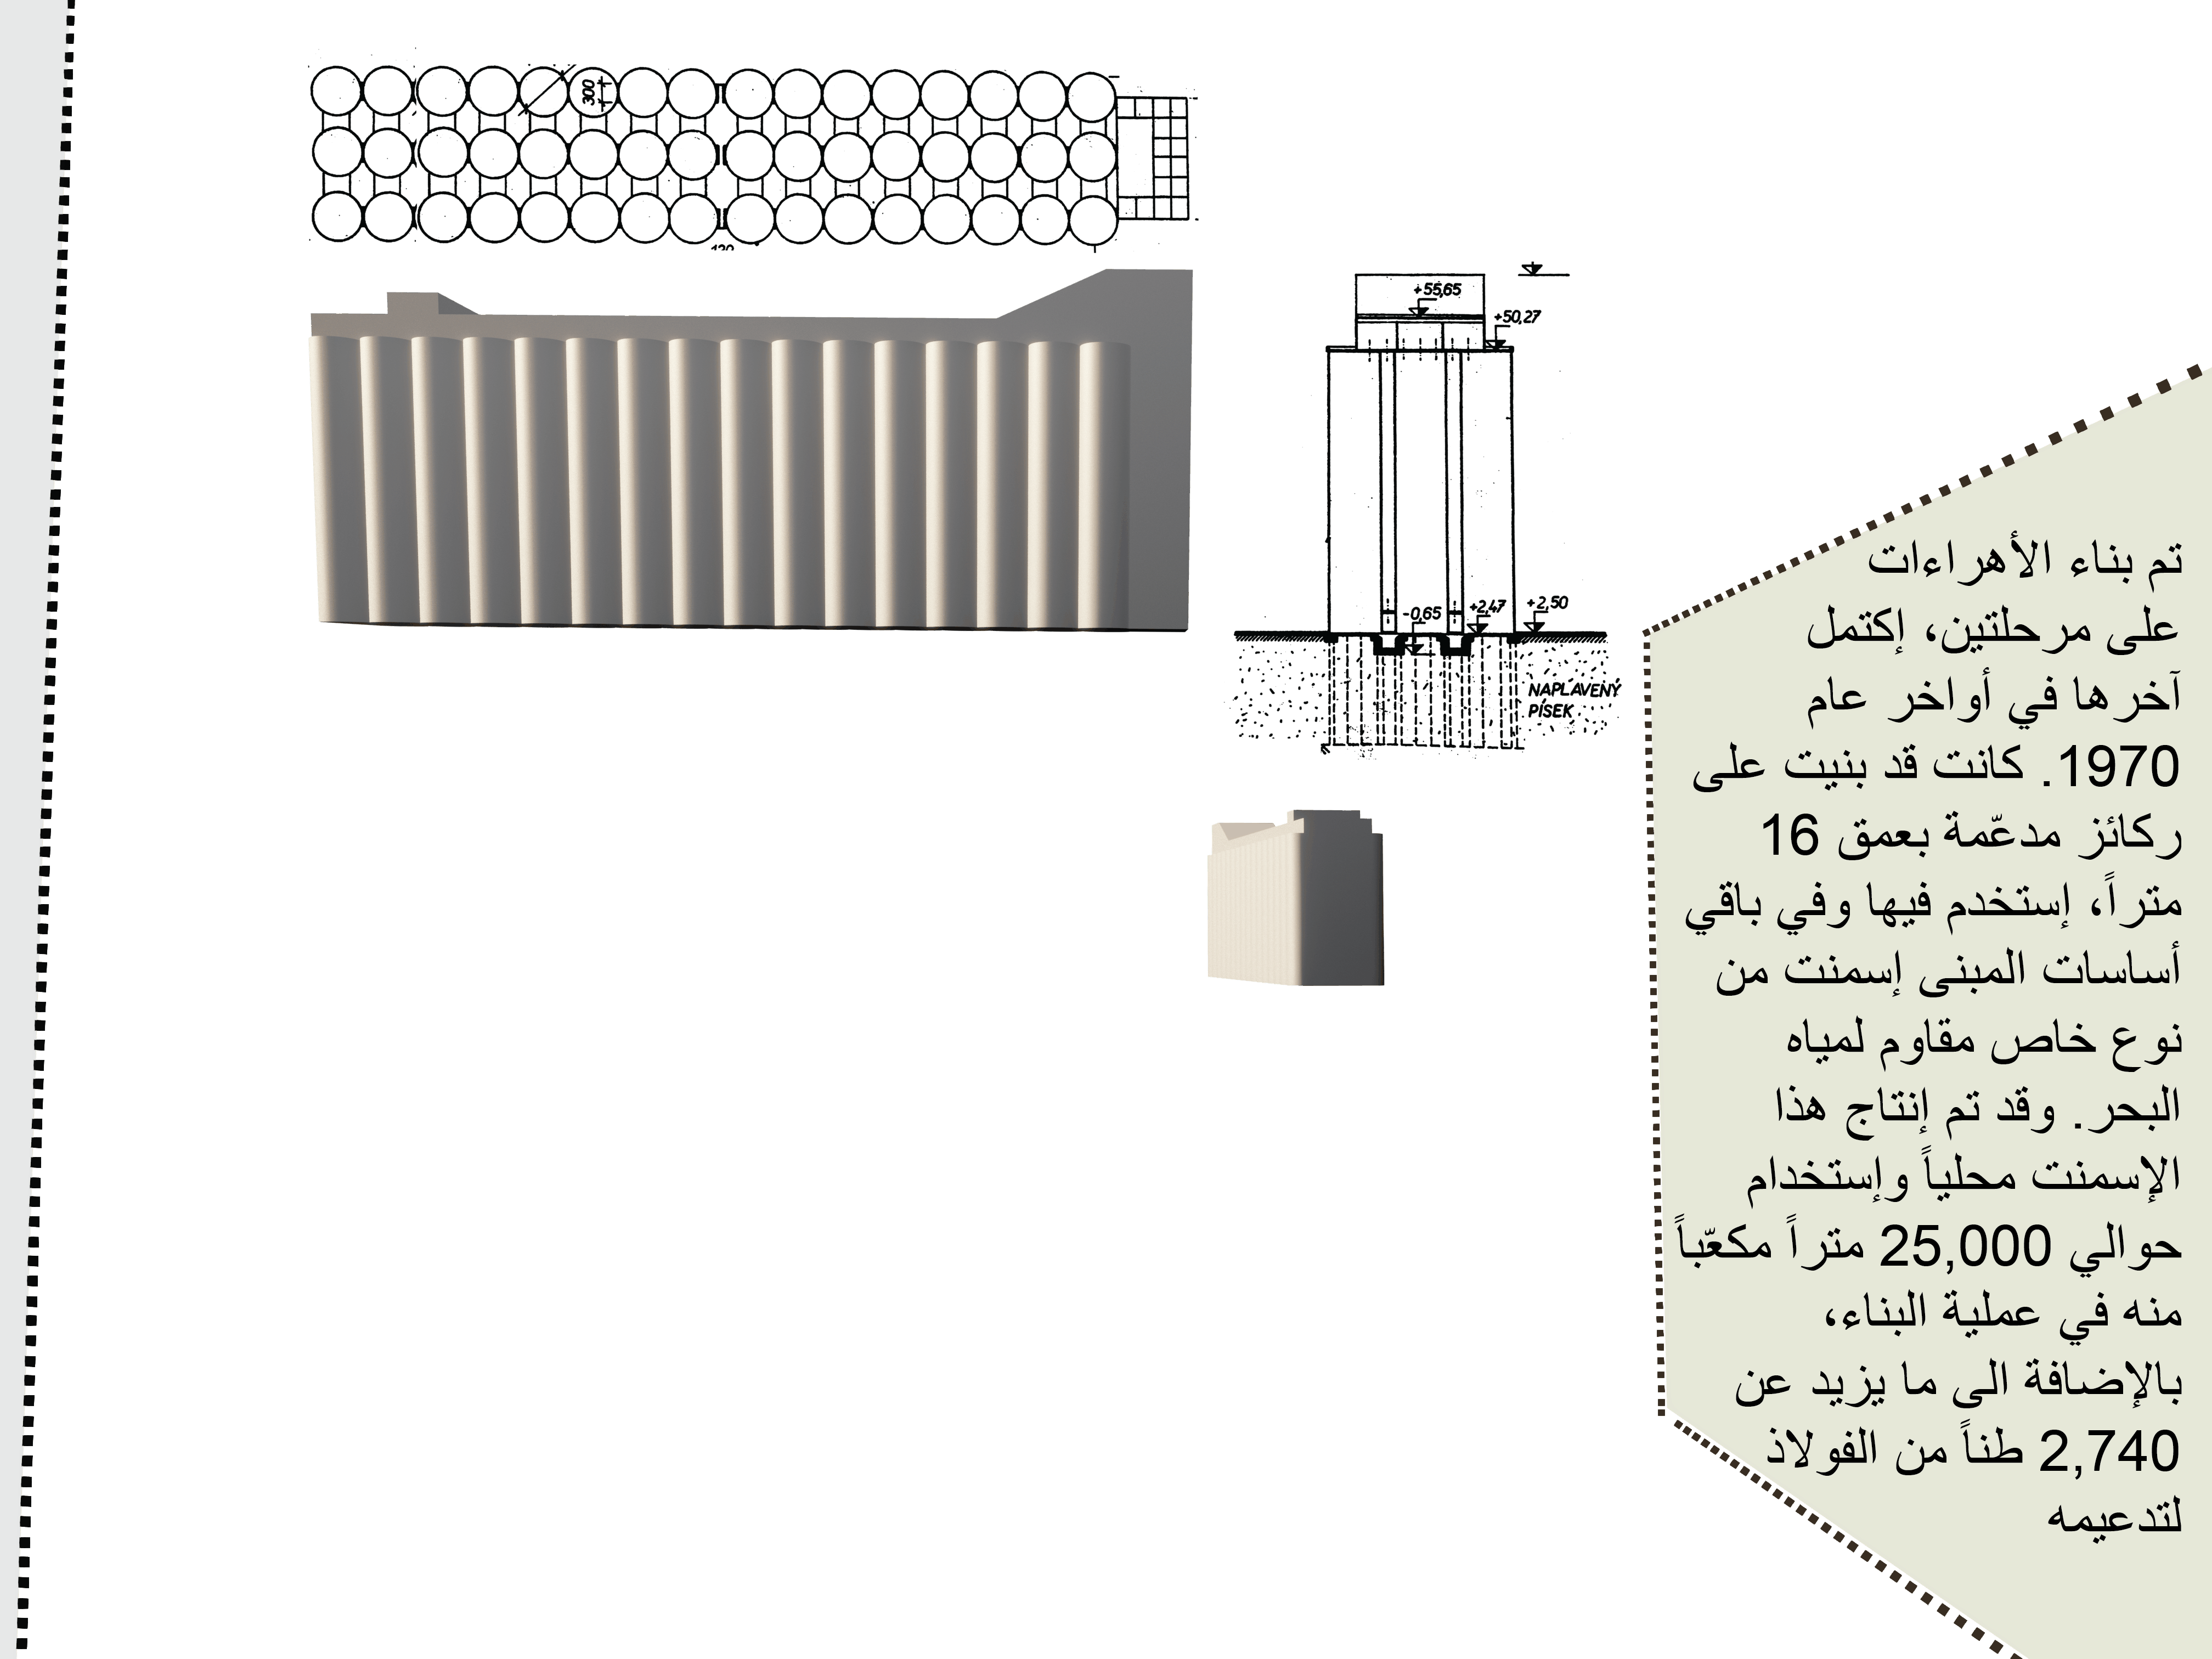 300
120
+55,65
+50,27
-0,65
+2,47
+2,50
NAPLAVENÝ
PÍSEK
تم بناء الأهراءات
على مرحلتين، إكتمل
آخرها في أواخر عام
1970. كانت قد بنيت على
ركائز مدعّمة بعمق 16
متراً، إستخدم فيها وفي باقي
أساسات المبنى إسمنت من
نوع خاص مقاوم لمياه
البحر. وقد تم إنتاج هذا
الإسمنت محلياً وإستخدام
حوالي 25,000 متراً مكعّباً
منه في عملية البناء،
بالإضافة الى ما يزيد عن
2,740 طناً من الفولاذ
لتدعيمه